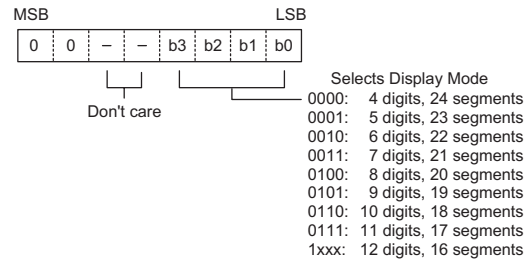 MSB LSB
0 0 – – b3 b2 b1 b0
Don't care
Selects Display Mode
0000: 4 digits, 24 segments
0001: 5 digits, 23 segments
0010: 6 digits, 22 segments
0011: 7 digits, 21 segments
0100: 8 digits, 20 segments
0101: 9 digits, 19 segments
0110: 10 digits, 18 segments
0111: 11 digits, 17 segments
1xxx: 12 digits, 16 segments